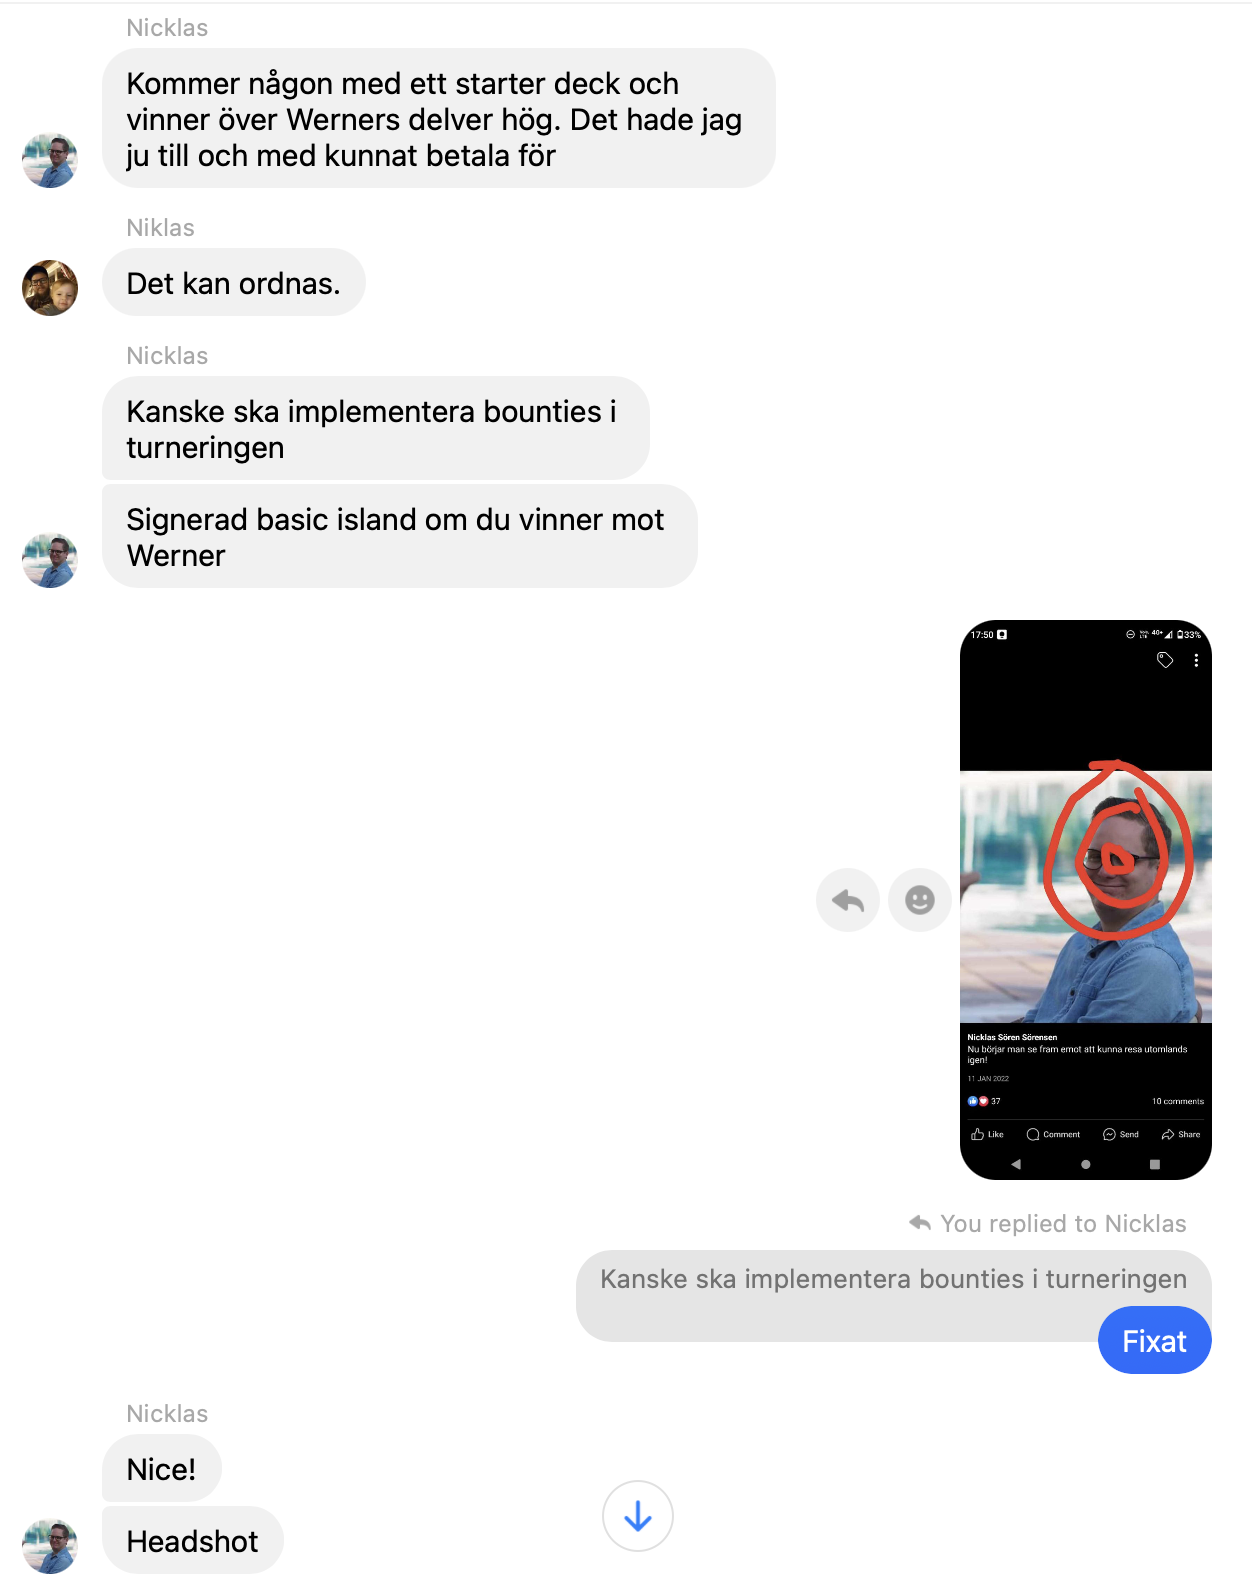 Nicklas
Kommer någon med ett starter deck och
vinner över Werners delver hög. Det hade jag
ju till och med kunnat betala för
Niklas
Det kan ordnas.
Nicklas
Kanske ska implementera bounties i
turneringen
Signerad basic island om du vinner mot
Werner
17:50
4G+ 33%
Nicklas Sören Sörensen
Nu börjar man se fram emot att kunna resa utomlands
igen!
11 JAN 2022
37 10 comments
Like Comment Send Share
You replied to Nicklas
Kanske ska implementera bounties i turneringen
Fixat
Nicklas
Nice!
Headshot